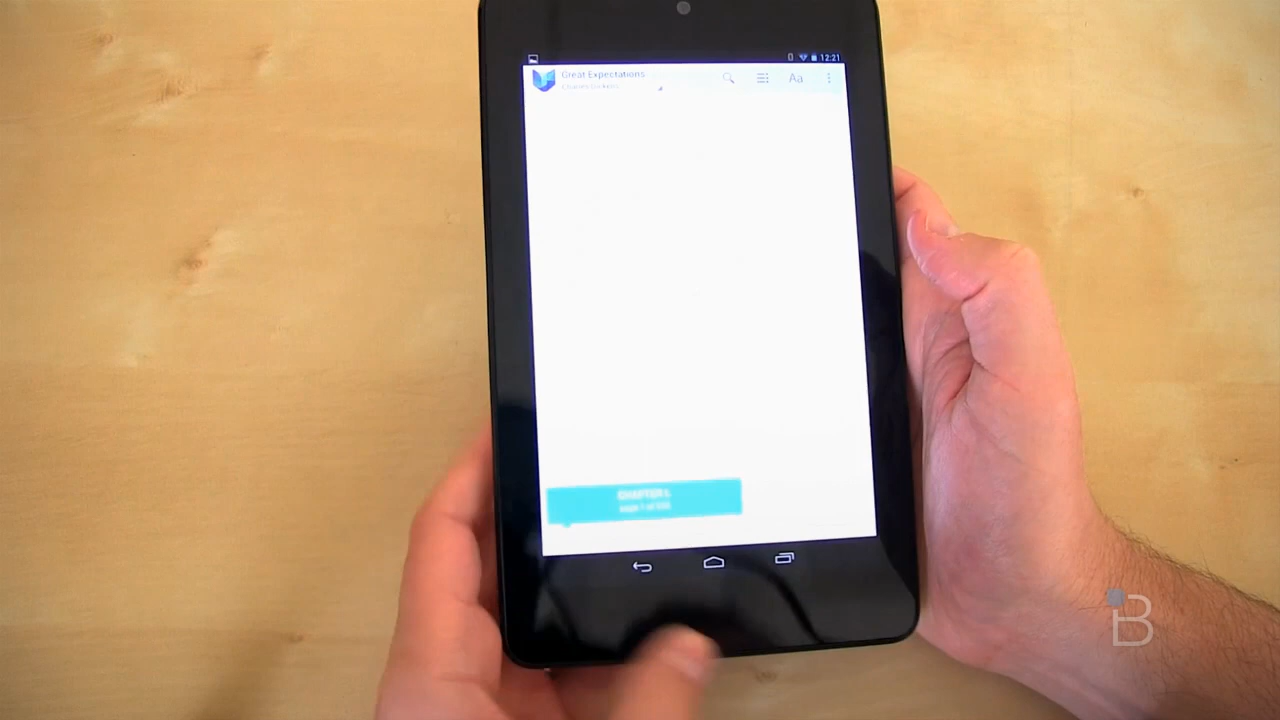 12:21
Great Expectations
Charles Dickens
Aa
CHAPTER I.
B